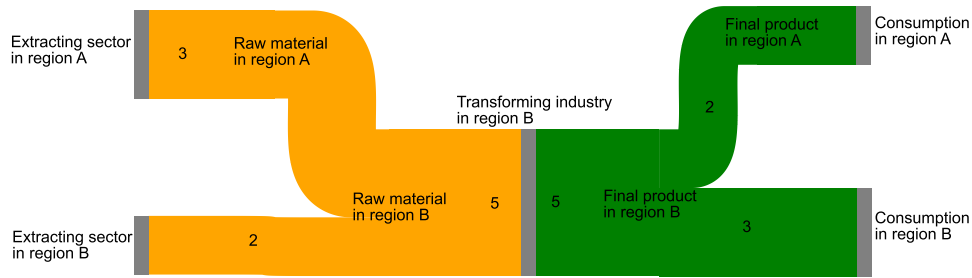 Extracting sector
in region A
3
Raw material
in region A
Final product
in region A
Consumption
in region A
2
Transforming industry
in region B
Raw material
in region B
5
5
Final product
in region B
3
Consumption
in region B
Extracting sector
in region B
2